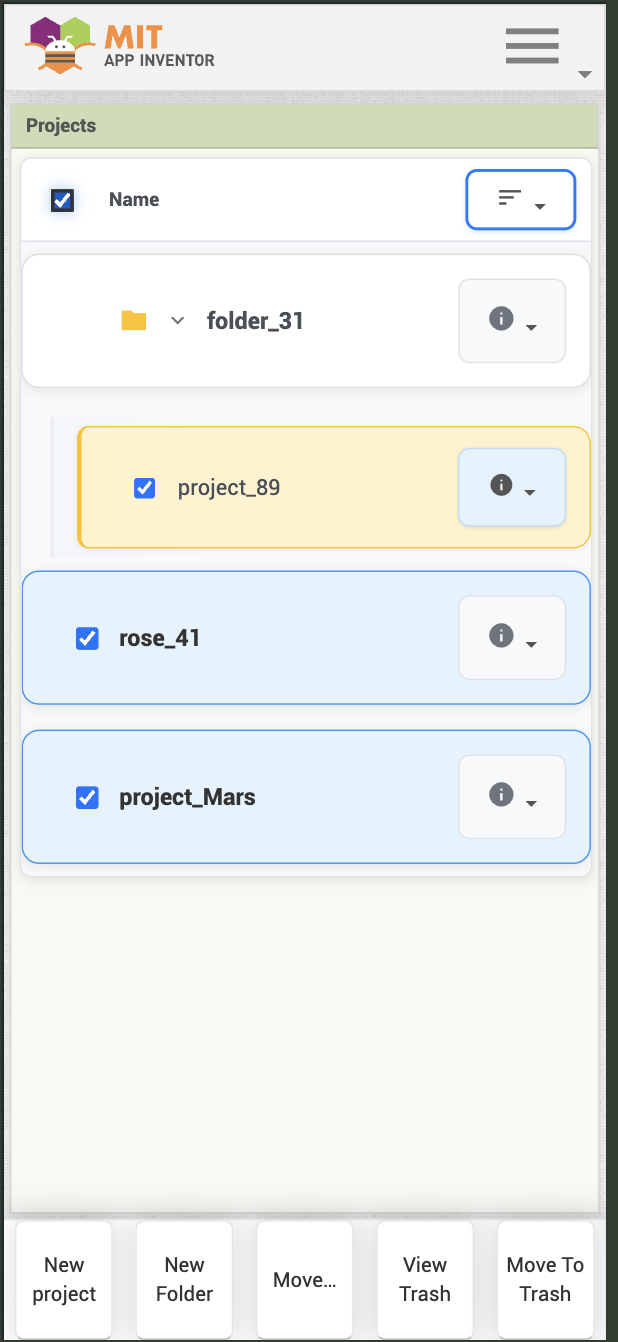 MIT
APP INVENTOR
Projects
Name
folder_31
project_89
rose_41
project_Mars
New
project
New
Folder
Move...
View
Trash
Move To
Trash